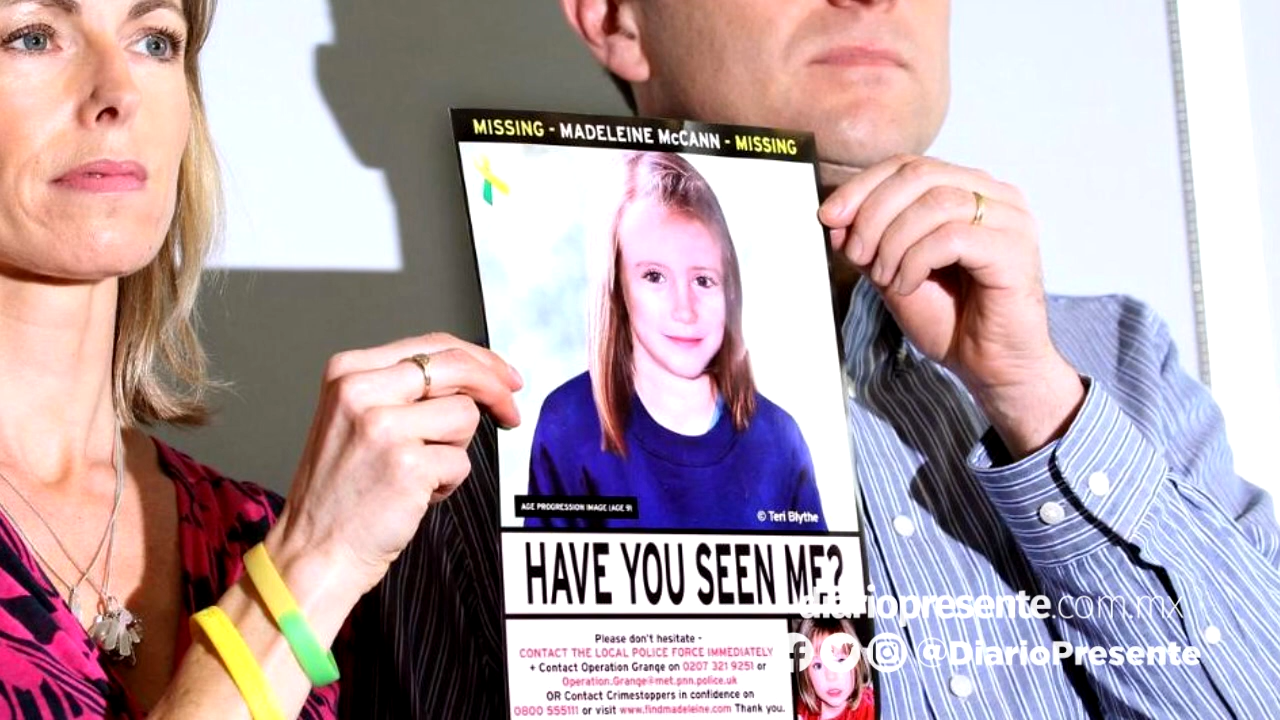 MISSING - MADELEINE McCANN - MISSING
AGE PROGRESSION IMAGE (AGE 9)
© Teri Blythe
HAVE YOU SEEN ME?
Please don't hesitate -
CONTACT THE LOCAL POLICE FORCE IMMEDIATELY
+ Contact Operation Grange on 0207 321 9251 or
Operation.Grange@met.pnn.police.uk
OR Contact Crimestoppers in confidence on
0800 555111 or visit www.findmadeleine.com Thank you.
diariopresente.com.mx
@DiarioPresente